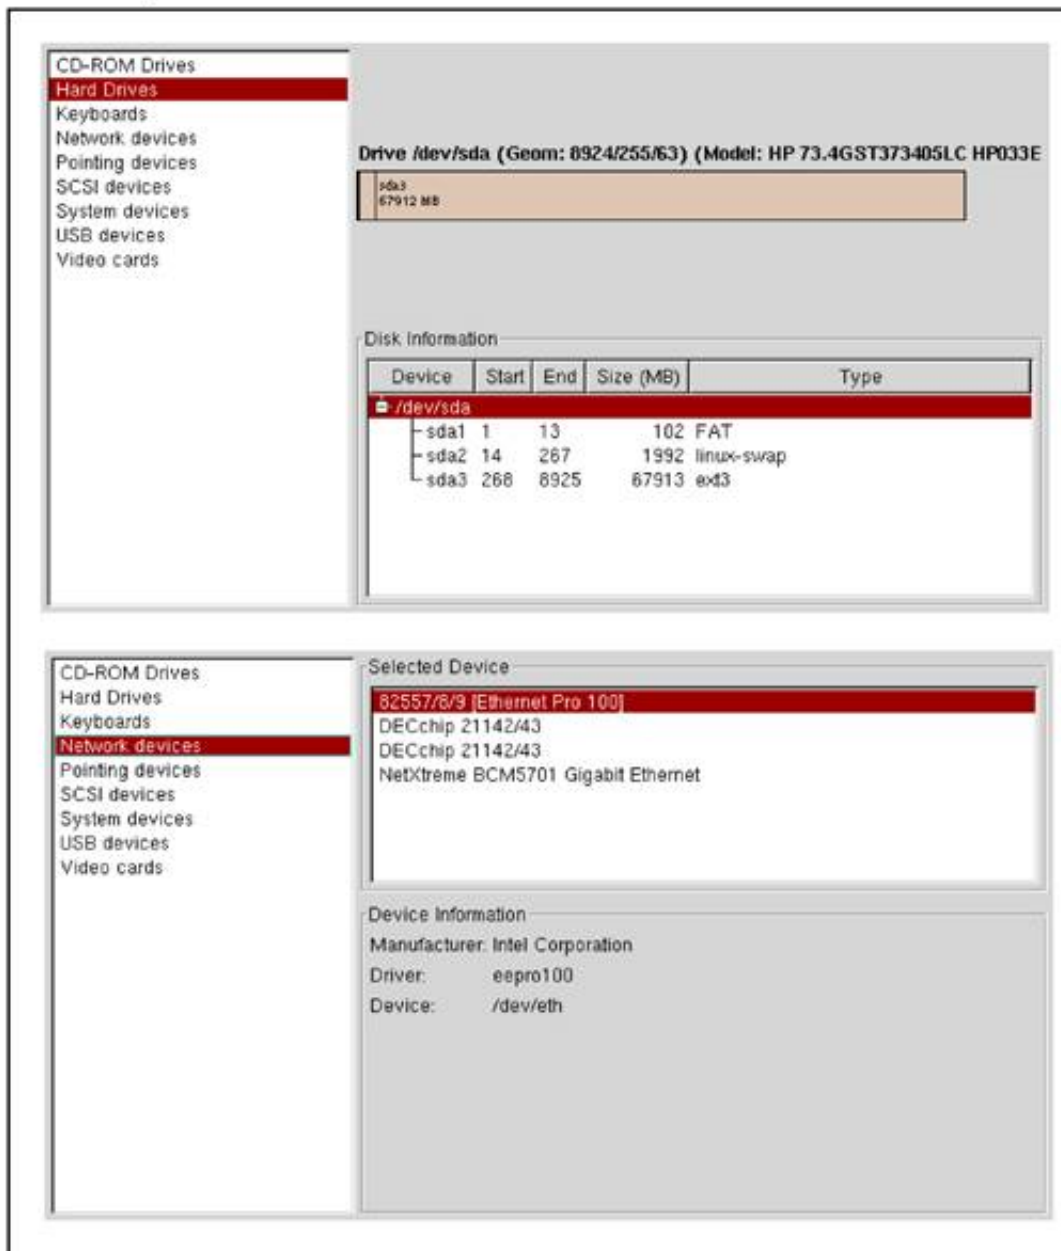 CD-ROM Drives
Hard Drives
Keyboards
Network devices
Pointing devices
SCSI devices
System devices
USB devices
Video cards
Drive /dev/sda (Geom: 8924/255/63) (Model: HP 73.4GST373405LC HP033E
sda3
67912 MB
Disk Information
Device Start End Size (MB) Type
/dev/sda
sda1 1 13 102 FAT
sda2 14 267 1992 linux-swap
sda3 268 8925 67913 ext3
CD-ROM Drives
Hard Drives
Keyboards
Network devices
Pointing devices
SCSI devices
System devices
USB devices
Video cards
Selected Device
82557/8/9 [Ethernet Pro 100]
DECchip 21142/43
DECchip 21142/43
NetXtreme BCM5701 Gigabit Ethernet
Device Information
Manufacturer: Intel Corporation
Driver: eepro100
Device: /dev/eth